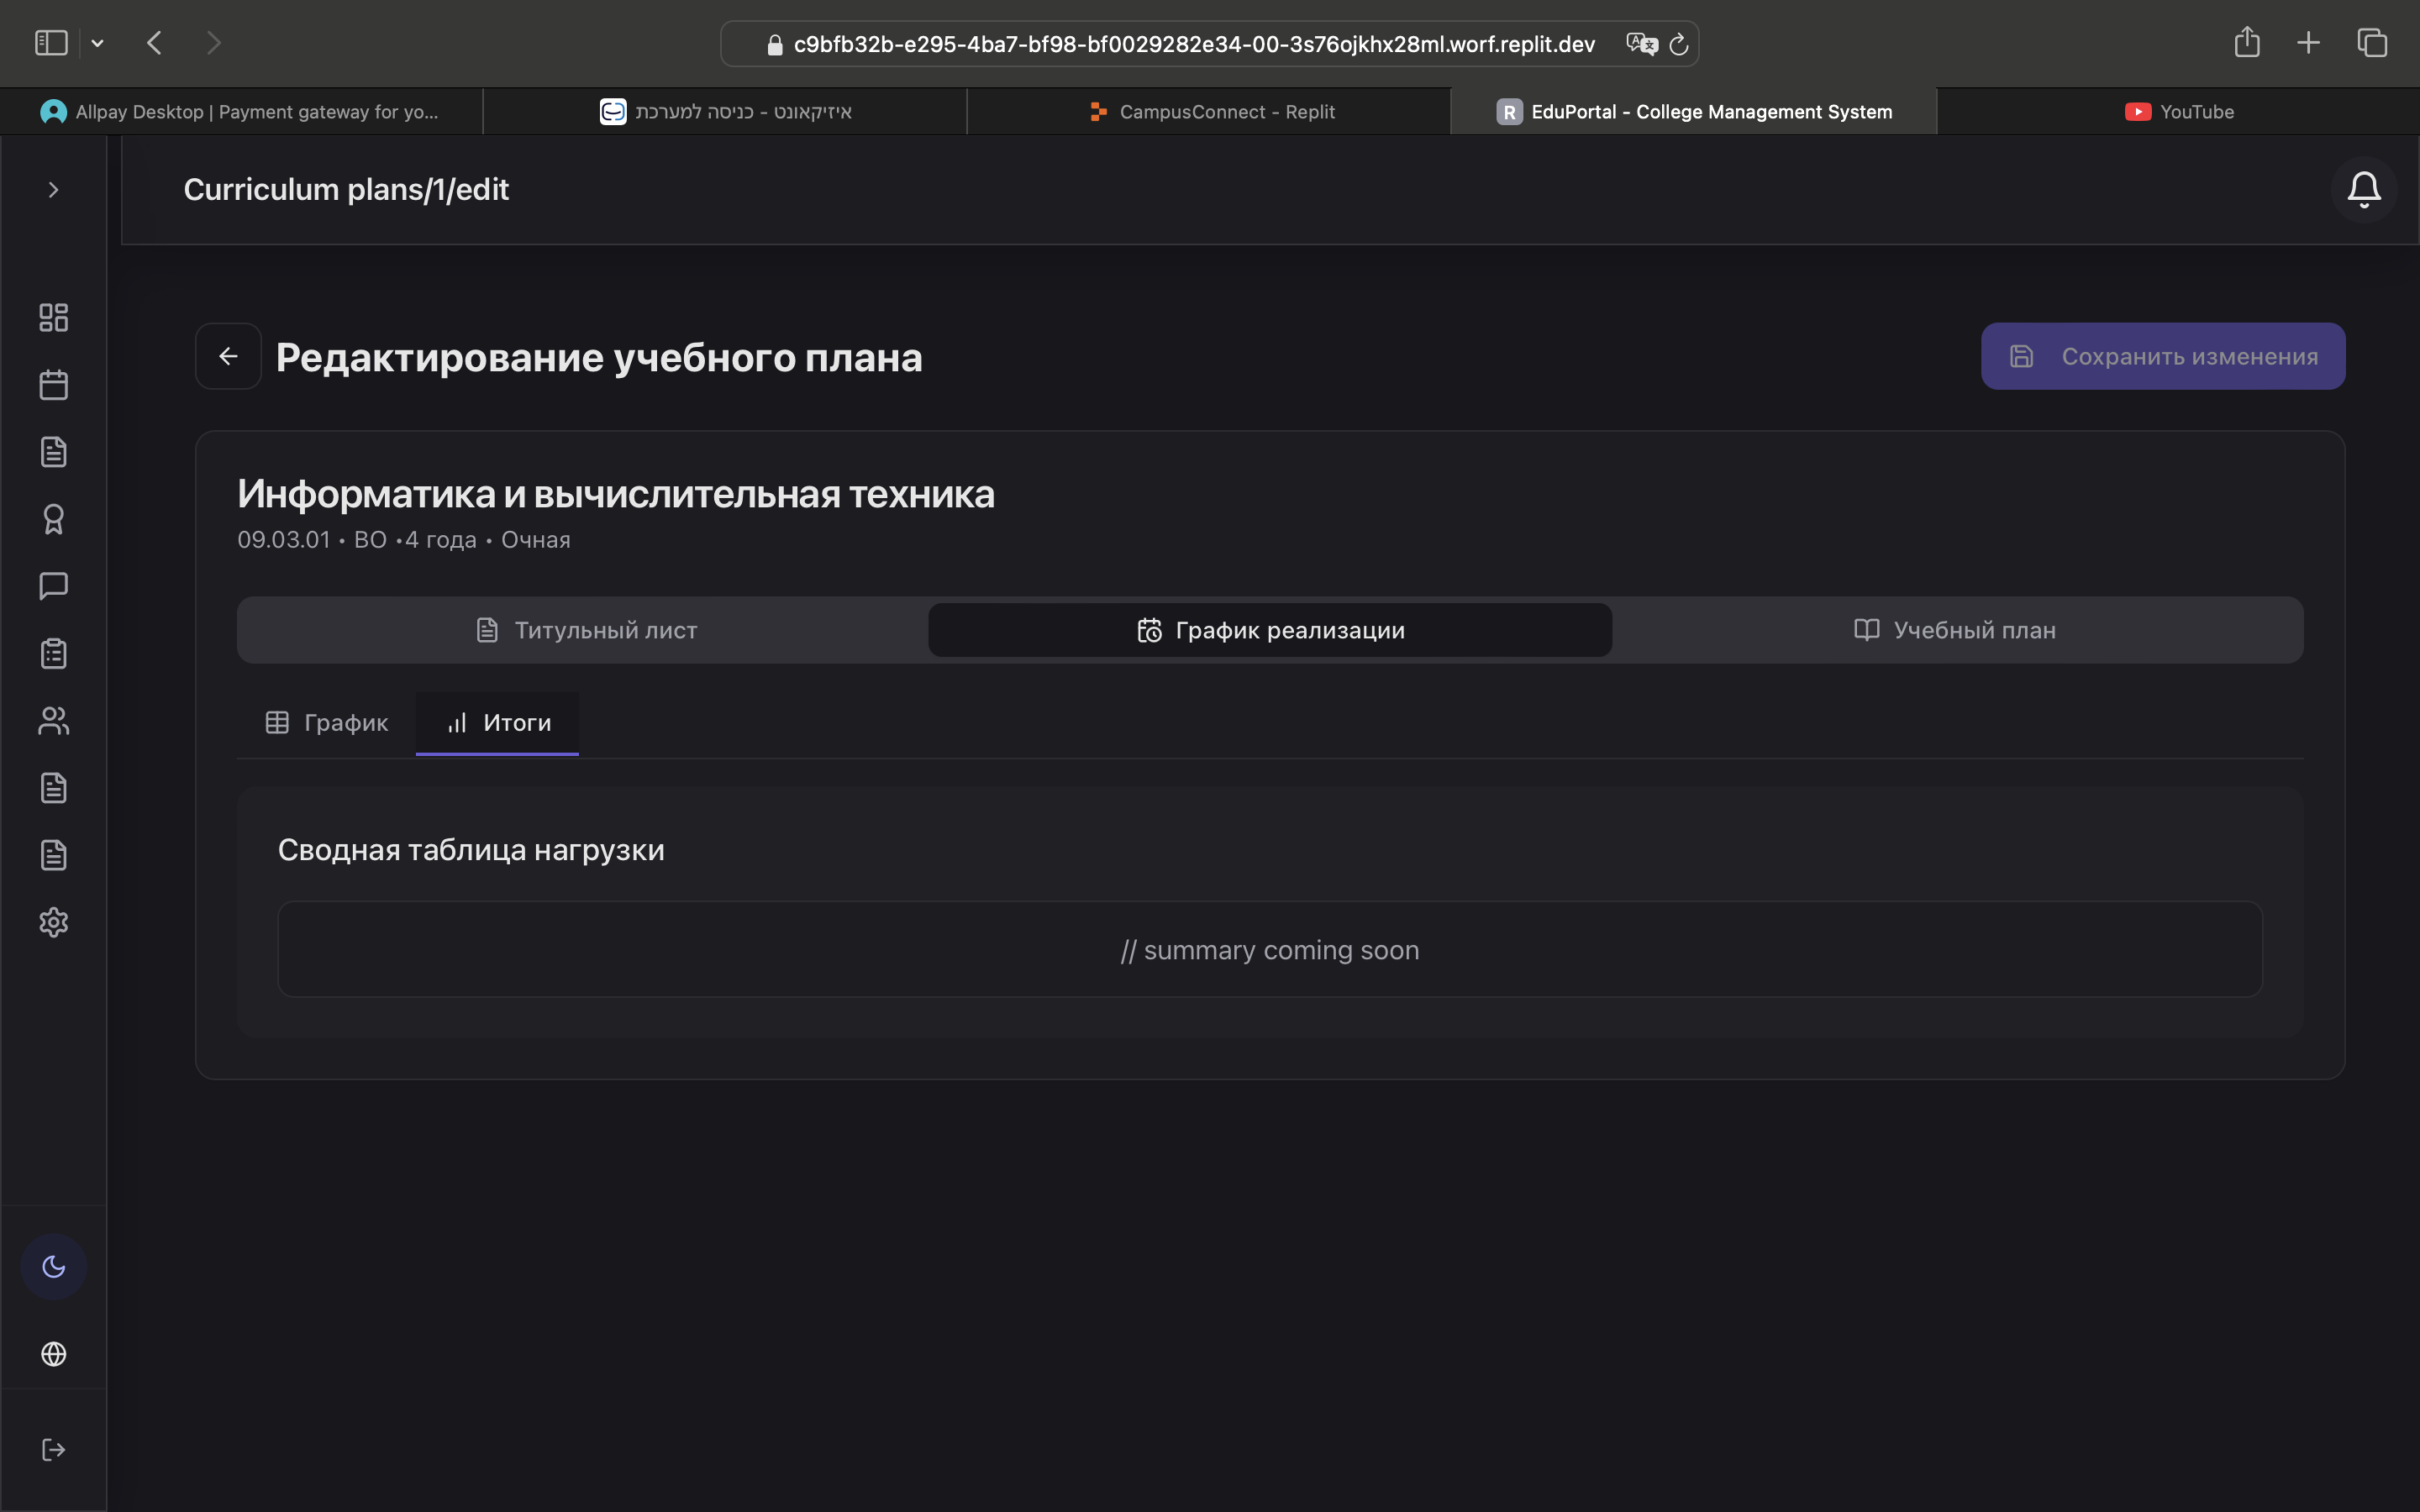 c9bfb32b-e295-4ba7-bf98-bf0029282e34-00-3s76ojkhx28ml.worf.replit.dev
Allpay Desktop | Payment gateway for yo...
איזיקאונט - כניסה למערכת
CampusConnect - Replit
R EduPortal - College Management System
YouTube
Curriculum plans/1/edit
Редактирование учебного плана
Сохранить изменения
Информатика и вычислительная техника
09.03.01 • ВО •4 года • Очная
Титульный лист
График реализации
Учебный план
График
Итоги
Сводная таблица нагрузки
// summary coming soon